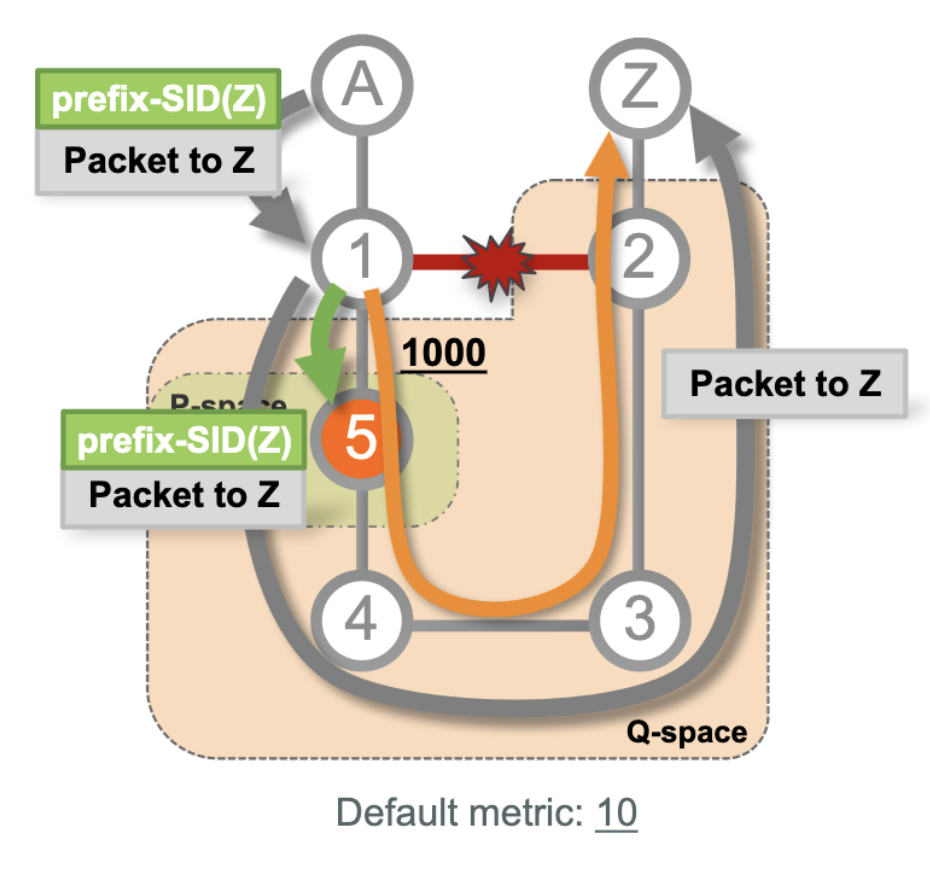 A
Z
prefix-SID(Z)
Packet to Z
1
2
1000
Packet to Z
P-space
5
prefix-SID(Z)
Packet to Z
4
3
Q-space
Default metric: 10